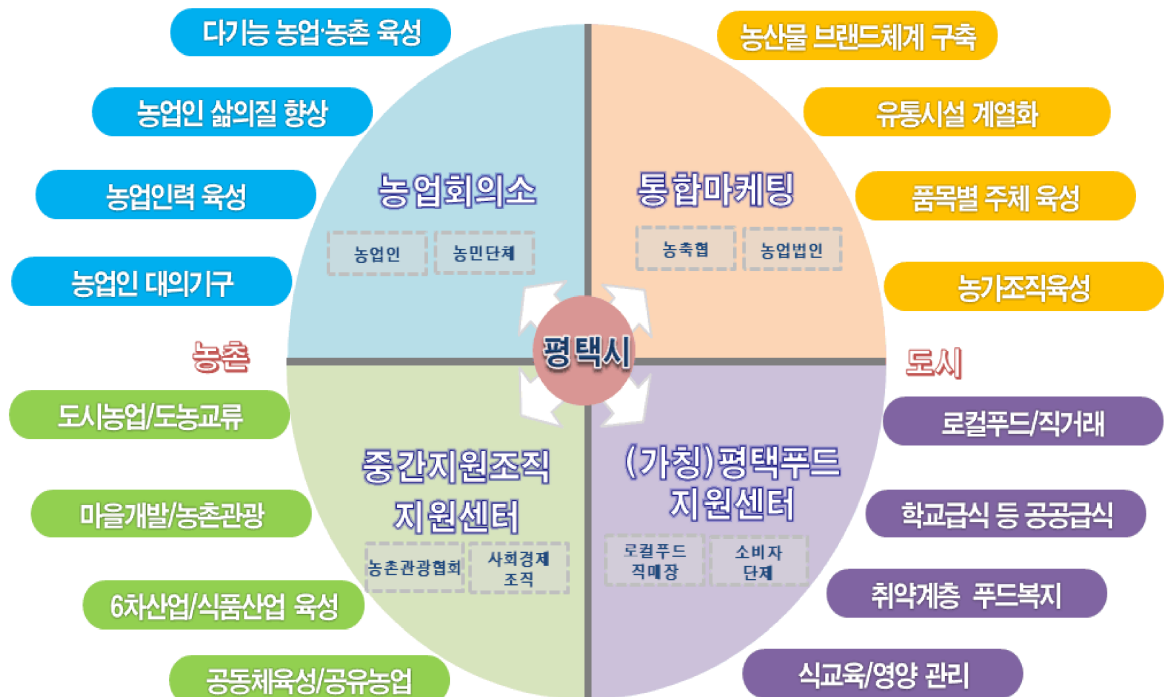 다기능 농업·농촌 육성
농업인 삶의질 향상
농업인력 육성
농업인 대의기구
농촌
도시농업/도농교류
마을개발/농촌관광
6차산업/식품산업 육성
공동체육성/공유농업
농업회의소
농업인
농민단체
통합마케팅
농축협
농업법인
평택시
중간지원조직
지원센터
농촌관광협회
사회경제
조직
(가칭)평택푸드
지원센터
로컬푸드
직매장
소비자
단체
농산물 브랜드체계 구축
유통시설 계열화
품목별 주체 육성
농가조직육성
도시
로컬푸드/직거래
학교급식 등 공공급식
취약계층 푸드복지
식교육/영양 관리